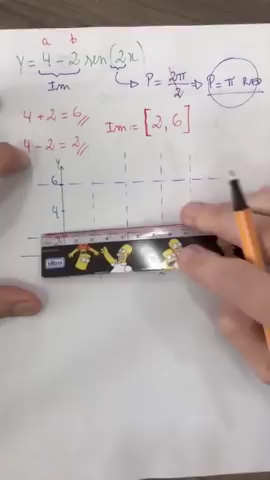 a b
Y = 4 - 2 sen(2x)
Im
P = 2π/2 → P = π RAD
4 + 2 = 6
Im = [2, 6]
4 - 2 = 2
Y
6
4
2